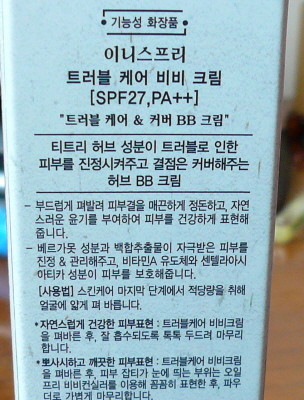 • 기능성 화장품 •
이니스프리
트러블 케어 비비 크림
[SPF27,PA++]
"트러블 케어 & 커버 BB 크림"
티트리 허브 성분이 트러블로 인한
피부를 진정시켜주고 결점은 커버해주는
허브 BB 크림
– 부드럽게 펴발려 피부결을 매끈하게 정돈하고, 자연
스러운 윤기를 부여하여 피부를 건강하게 표현해
줍니다.
– 베르가못 성분과 백합추출물이 자극받은 피부를
진정 & 관리해주고, 비타민A 유도체와 센텔라아시
아티카 성분이 피부를 보호해줍니다.
[사용법] 스킨케어 마지막 단계에서 적당량을 취해
얼굴에 얇게 펴 바릅니다.
• 자연스럽게 건강한 피부표현 : 트러블케어 비비크림
을 펴바른 후, 잘 흡수되도록 톡톡 두드려 마무리
합니다.
• 뽀사시하고 깨끗한 피부표현 : 트러블케어 비비크림
을 펴바른 후, 피부 잡티가 눈에 띄는 부위는 오일
프리 비비컨실러를 이용해 꼼꼼히 표현한 후, 파우
더로 가볍게 마무리합니다.